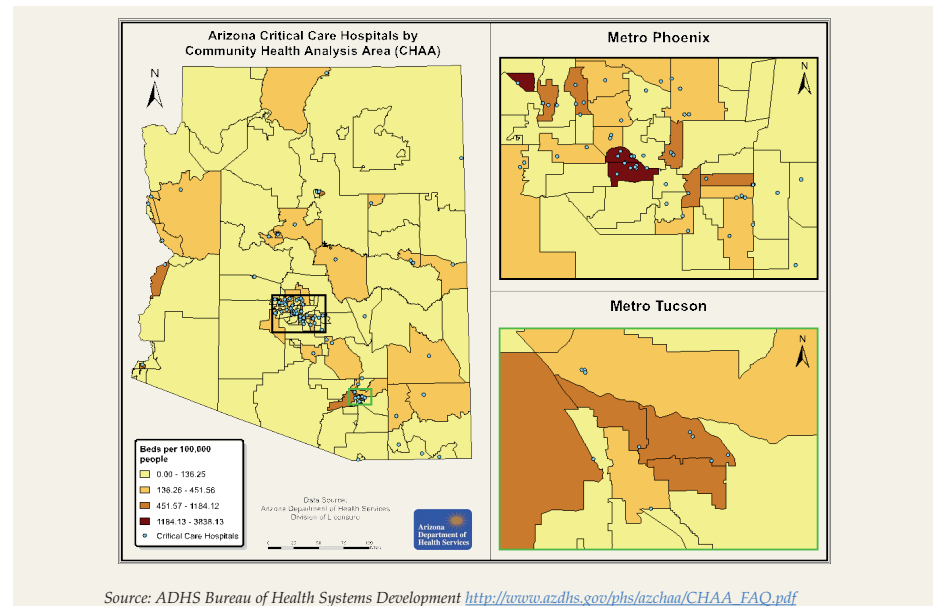 Arizona Critical Care Hospitals by
Community Health Analysis Area (CHAA)
N
Metro Phoenix
N
Metro Tucson
N
Beds per 100,000
people
0.00 - 136.25
136.26 - 451.56
451.57 - 1184.12
1184.13 - 3838.13
Critical Care Hospitals
Data Source:
Arizona Department of Health Services
Division of Licensure
Arizona
Department of
Health Services
Source: ADHS Bureau of Health Systems Development http://www.azdhs.gov/phs/azchaa/CHAA_FAQ.pdf